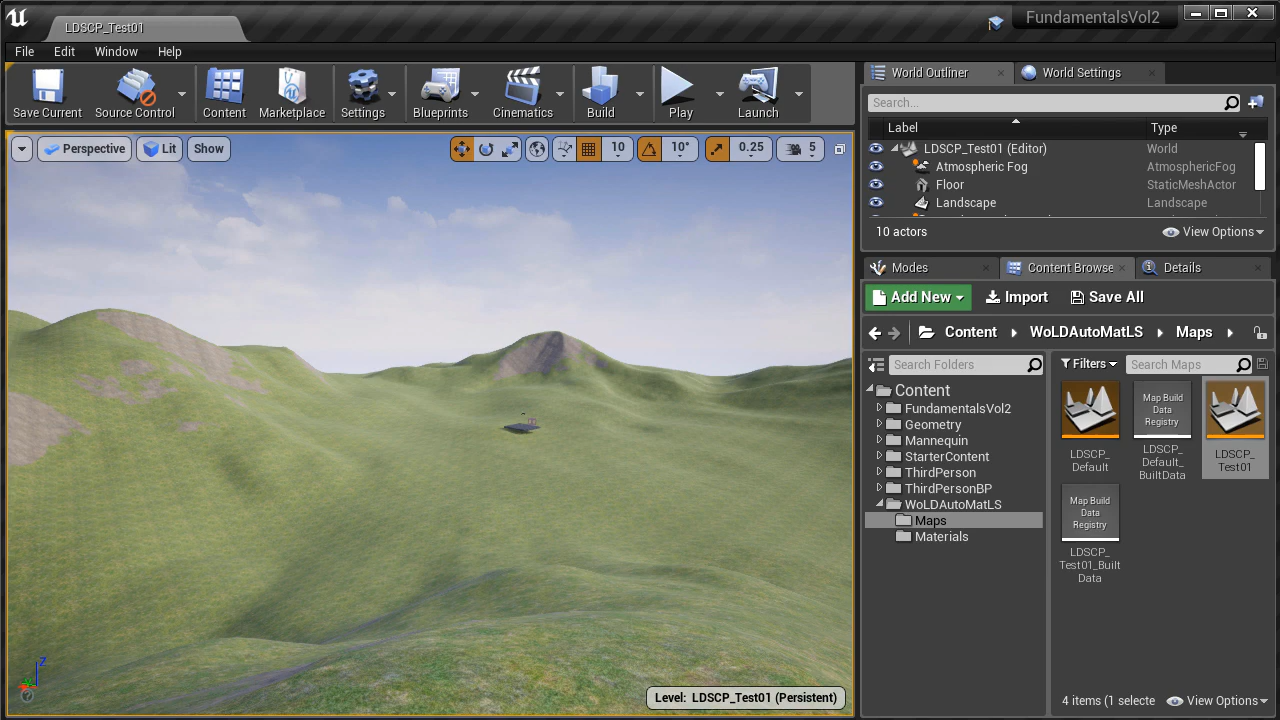 LDSCP_Test01
FundamentalsVol2
File Edit Window Help
Save Current
Source Control
Content
Marketplace
Settings
Blueprints
Cinematics
Build
Play
Launch
Perspective
Lit
Show
10
10°
0.25
5
Level: LDSCP_Test01 (Persistent)
World Outliner
World Settings
Search...
Label Type
LDSCP_Test01 (Editor) World
Atmospheric Fog AtmosphericFog
Floor StaticMeshActor
Landscape Landscape
10 actors
View Options
Modes
Content Browse
Details
Add New
Import
Save All
Content WoLDAutoMatLS Maps
Search Folders
Content
FundamentalsVol2
Geometry
Mannequin
StarterContent
ThirdPerson
ThirdPersonBP
WoLDAutoMatLS
Maps
Materials
Filters
Search Maps
LDSCP_
Default
Map Build
Data
Registry
LDSCP_
Default_
BuiltData
LDSCP_
Test01
Map Build
Data
Registry
LDSCP_
Test01_Built
Data
4 items (1 selecte
View Options
Z